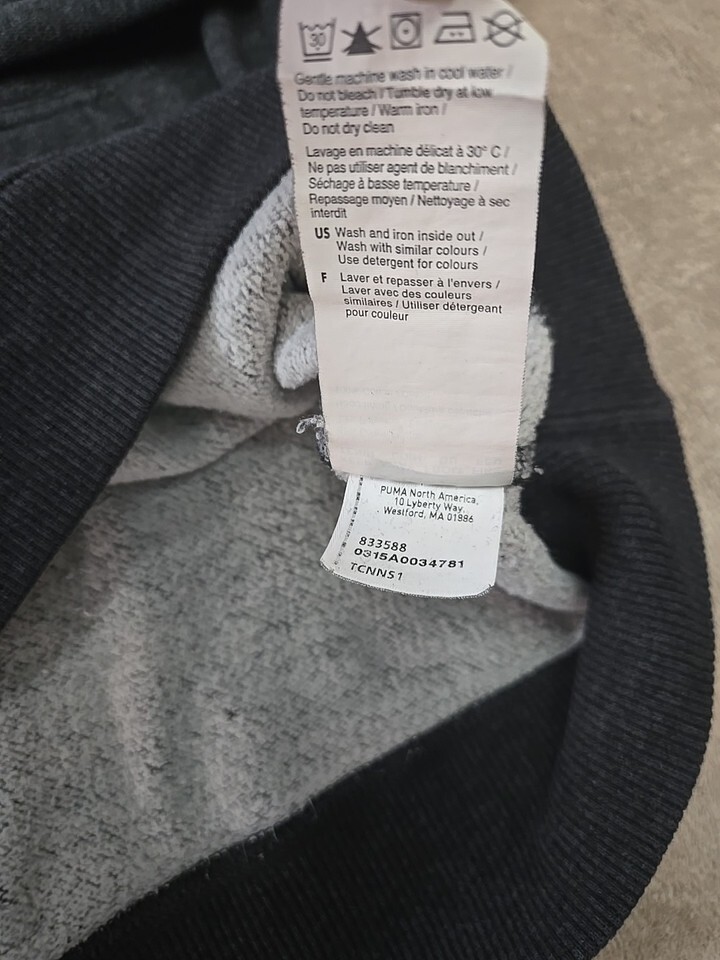 30
Gentle machine wash in cool water /
Do not bleach / Tumble dry at low
temperature / Warm iron /
Do not dry clean
Lavage en machine délicat à 30° C /
Ne pas utiliser agent de blanchiment /
Séchage à basse temperature /
Repassage moyen / Nettoyage à sec
interdit
US Wash and iron inside out /
Wash with similar colours /
Use detergent for colours
F Laver et repasser à l'envers /
Laver avec des couleurs
similaires / Utiliser détergeant
pour couleur
PUMA North America,
10 Lyberty Way,
Westford, MA 01886
833588
0315A0034781
TCNNS1